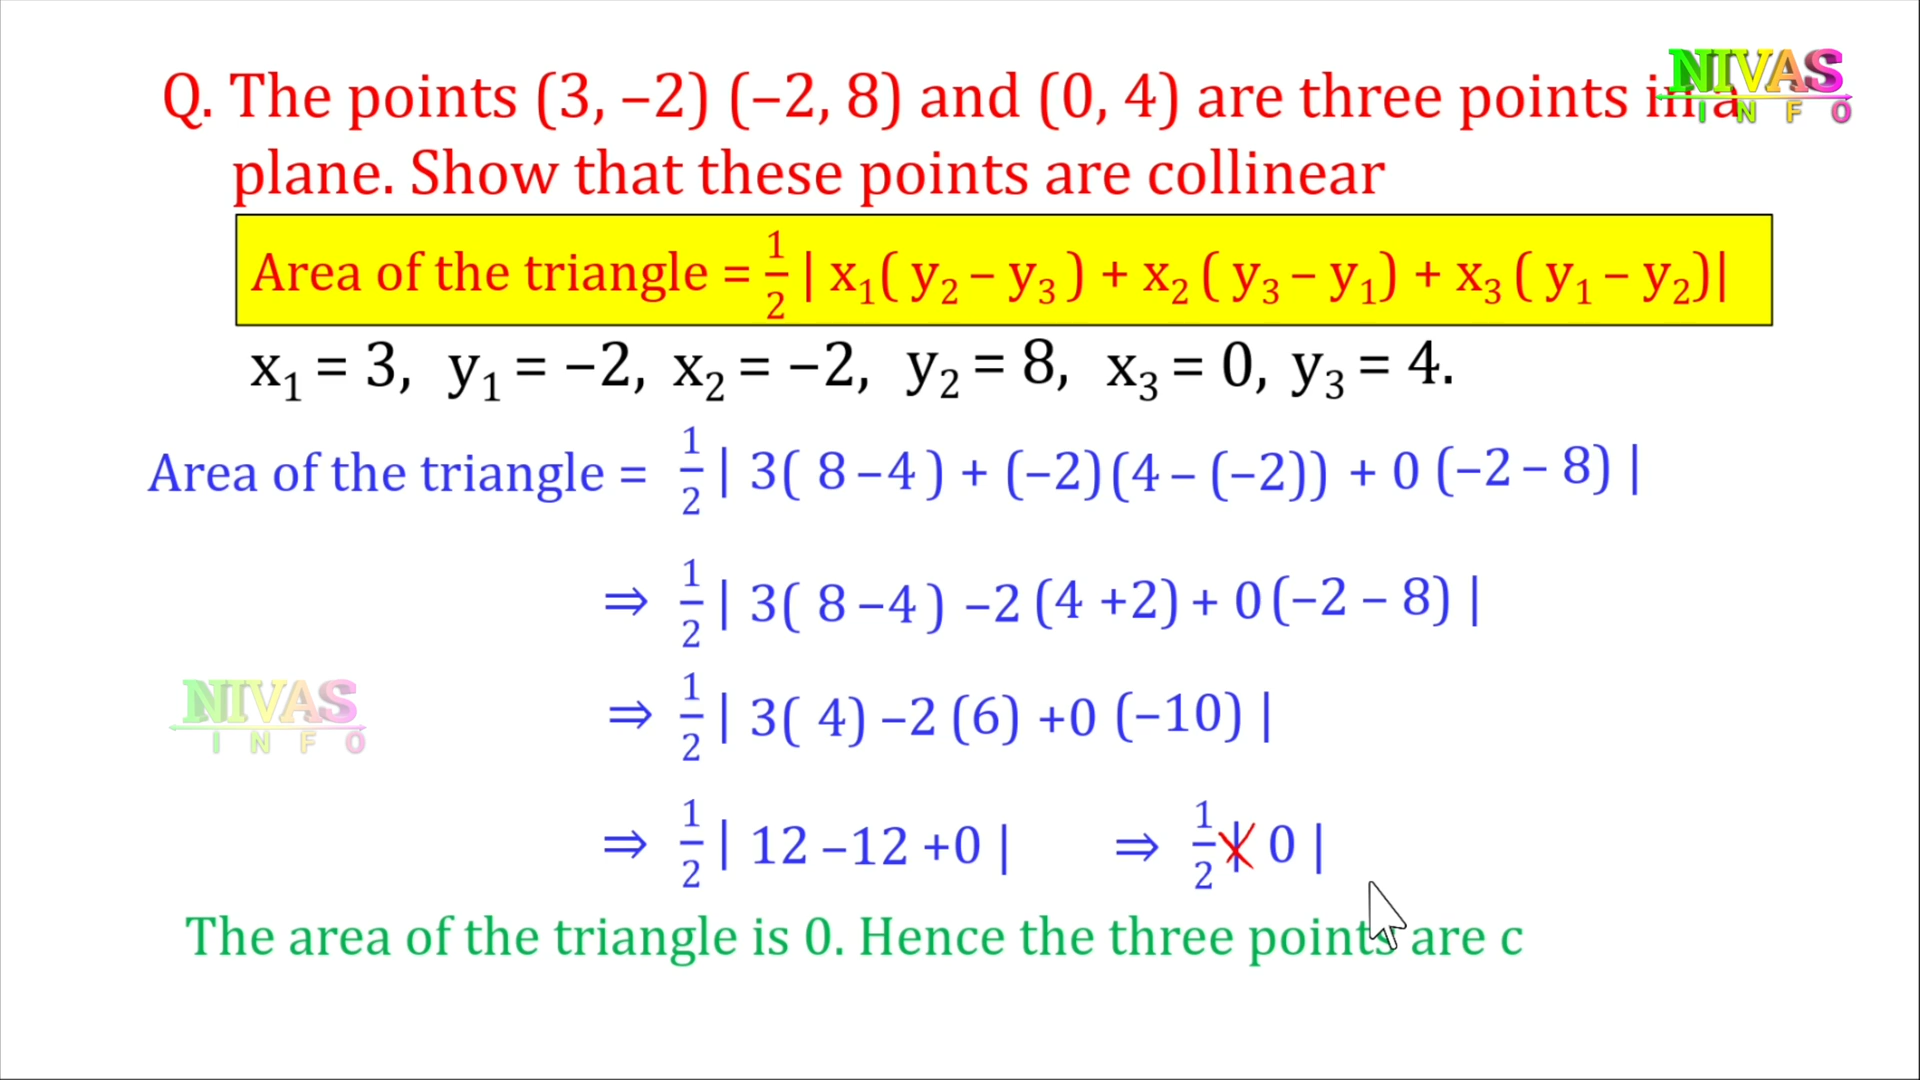 Q. The points (3, –2) (–2, 8) and (0, 4) are three points in a
NIVAS
INFO
plane. Show that these points are collinear
Area of the triangle = 1/2 | x₁( y₂ – y₃ ) + x₂ ( y₃ – y₁) + x₃ ( y₁ – y₂)|
x₁ = 3, y₁ = –2, x₂ = –2, y₂ = 8, x₃ = 0, y₃ = 4.
Area of the triangle = 1/2 | 3( 8 –4 ) + (–2)(4 – (–2)) + 0 (–2 – 8) |
⇒ 1/2 | 3( 8 –4 ) –2 (4 +2) + 0 (–2 – 8) |
NIVAS
INFO
⇒ 1/2 | 3( 4) –2 (6) +0 (–10) |
⇒ 1/2 | 12 –12 +0 | ⇒ 1/2 | 0 |
The area of the triangle is 0. Hence the three points are c